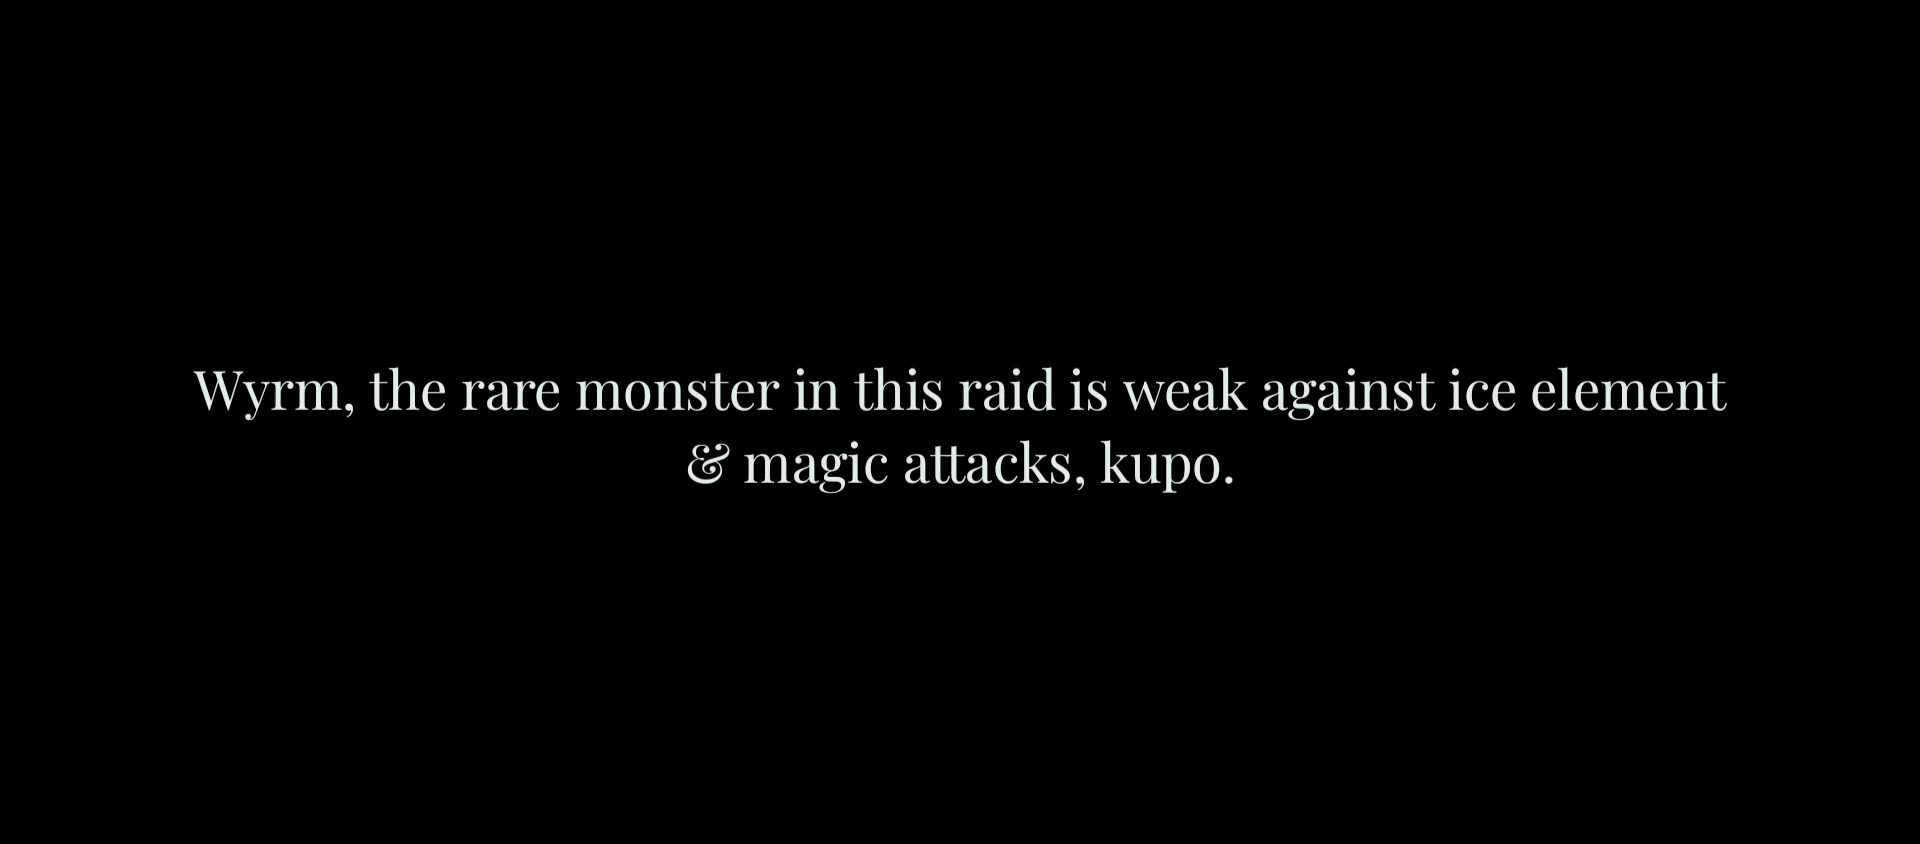 Wyrm, the rare monster in this raid is weak against ice element
& magic attacks, kupo.